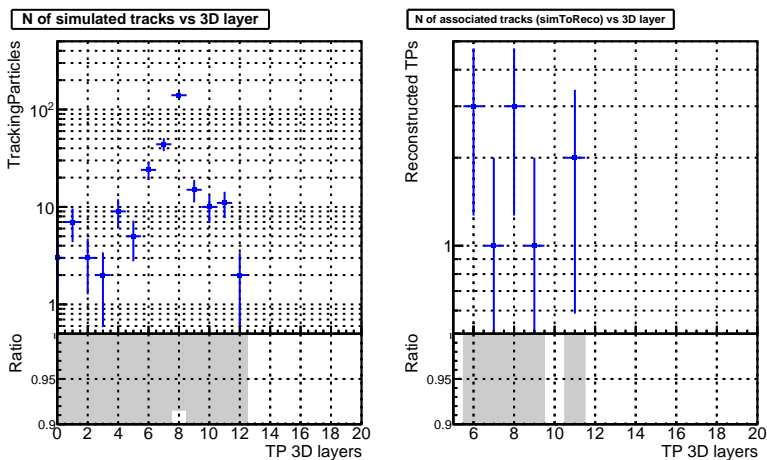 N of simulated tracks vs 3D layer
TrackingParticles
10²
10
1
Ratio
1
0.95
0.9
0 2 4 6 8 10 12 14 16 18 20
TP 3D layers
N of associated tracks (simToReco) vs 3D layer
Reconstructed TPs
1
Ratio
1
0.95
0.9
6 8 10 12 14 16 18 20
TP 3D layers